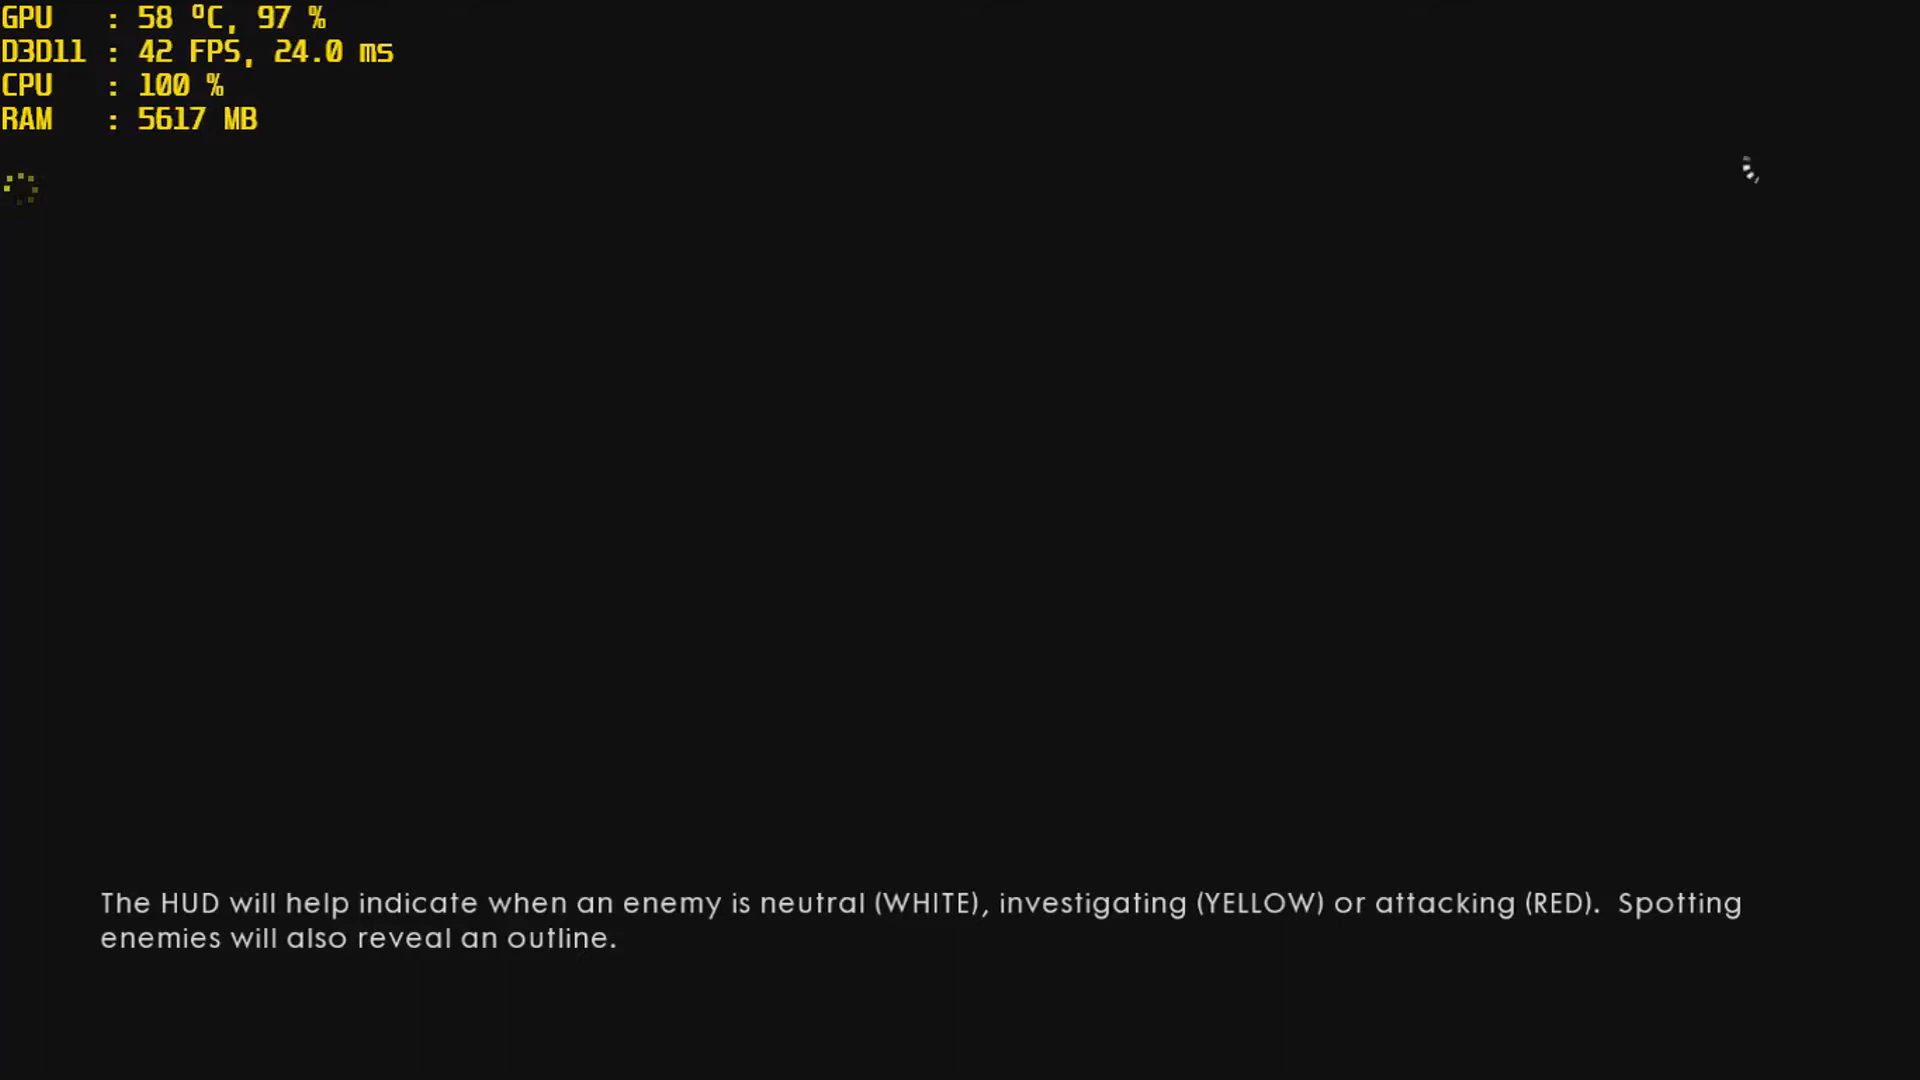 GPU : 58 ºC, 97 %
D3D11 : 42 FPS, 24.0 ms
CPU : 100 %
RAM : 5617 MB
The HUD will help indicate when an enemy is neutral (WHITE), investigating (YELLOW) or attacking (RED).  Spotting
enemies will also reveal an outline.